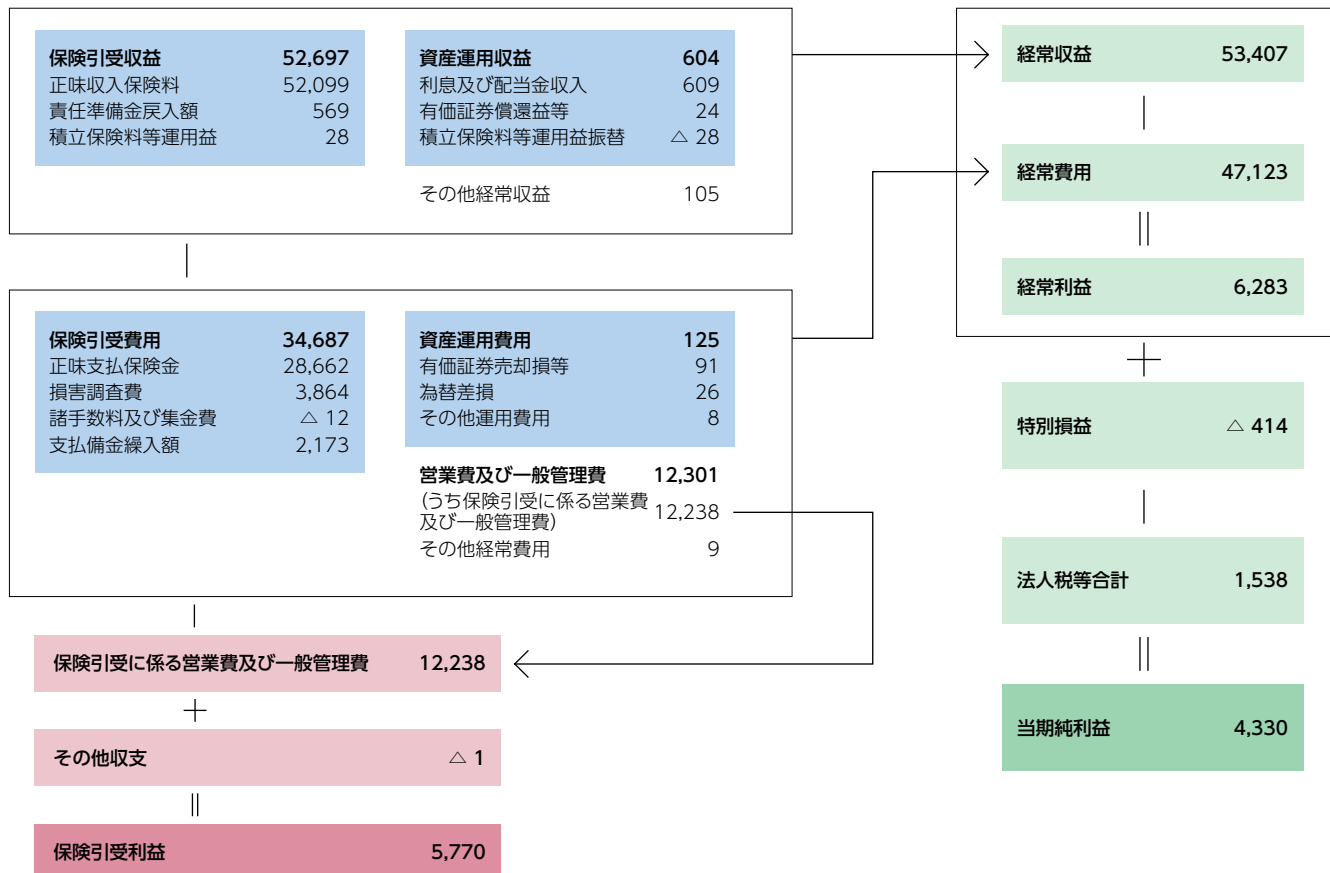 保険引受収益 52,697
正味収入保険料 52,099
責任準備金戻入額 569
積立保険料等運用益 28
資産運用収益 604
利息及び配当金収入 609
有価証券償還益等 24
積立保険料等運用益振替 △ 28
その他経常収益 105
保険引受費用 34,687
正味支払保険金 28,662
損害調査費 3,864
諸手数料及び集金費 △ 12
支払備金繰入額 2,173
資産運用費用 125
有価証券売却損等 91
為替差損 26
その他運用費用 8
営業費及び一般管理費 12,301
(うち保険引受に係る営業費
及び一般管理費) 12,238
その他経常費用 9
保険引受に係る営業費及び一般管理費 12,238
＋
その他収支 △ 1
||
保険引受利益 5,770
経常収益 53,407
|
経常費用 47,123
||
経常利益 6,283
＋
特別損益 △ 414
|
法人税等合計 1,538
||
当期純利益 4,330